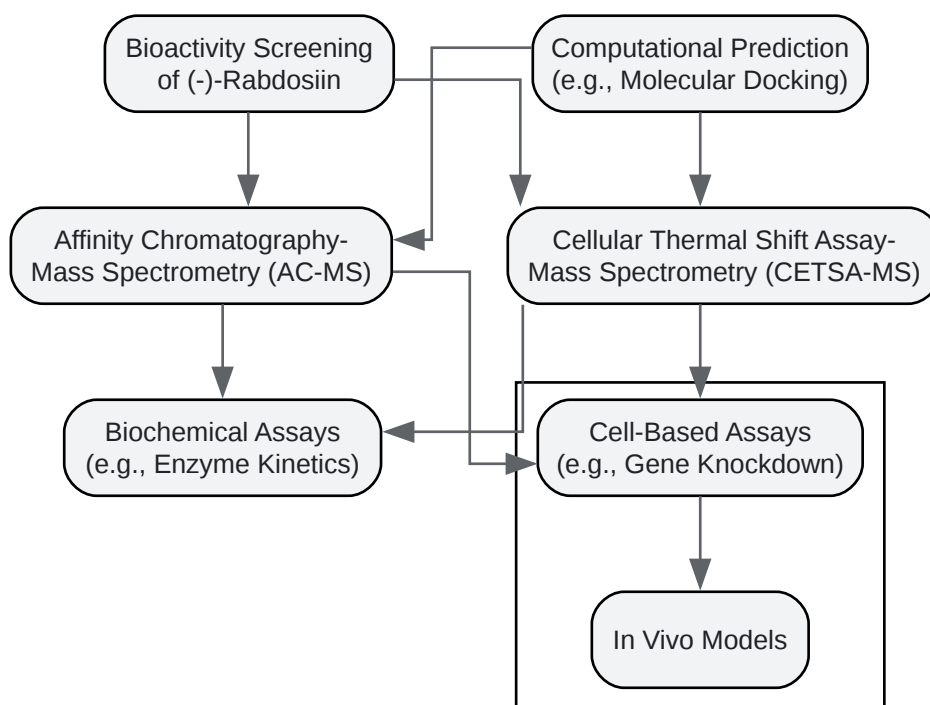 Bioactivity Screening
of (-)-Rabdosiin
Computational Prediction
(e.g., Molecular Docking)
Affinity Chromatography-
Mass Spectrometry (AC-MS)
Cellular Thermal Shift Assay-
Mass Spectrometry (CETSA-MS)
Biochemical Assays
(e.g., Enzyme Kinetics)
Cell-Based Assays
(e.g., Gene Knockdown)
In Vivo Models